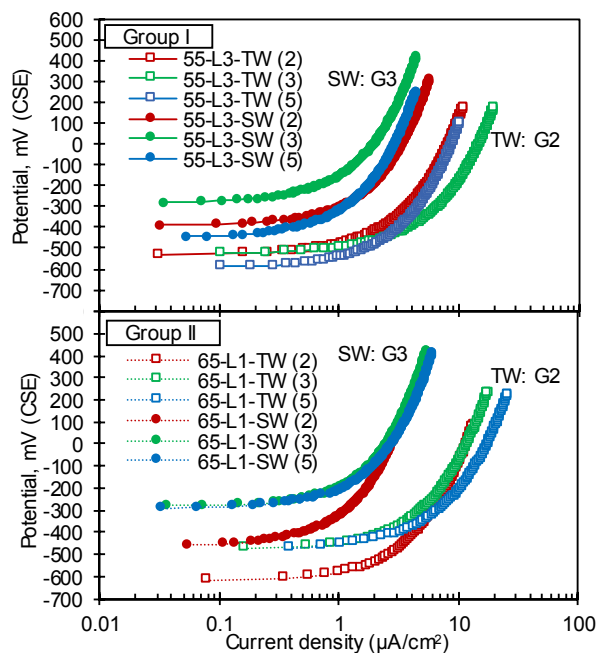 600
500
400
300
200
100
0
-100
-200
-300
-400
-500
-600
-700
Potential, mV (CSE)
Group I
55-L3-TW (2)
55-L3-TW (3)
55-L3-TW (5)
55-L3-SW (2)
55-L3-SW (3)
55-L3-SW (5)
SW: G3
TW: G2
500
400
300
200
100
0
-100
-200
-300
-400
-500
-600
-700
Potential, mV (CSE)
Group II
65-L1-TW (2)
65-L1-TW (3)
65-L1-TW (5)
65-L1-SW (2)
65-L1-SW (3)
65-L1-SW (5)
SW: G3
TW: G2
0.01 0.1 1 10 100
Current density (µA/cm²)